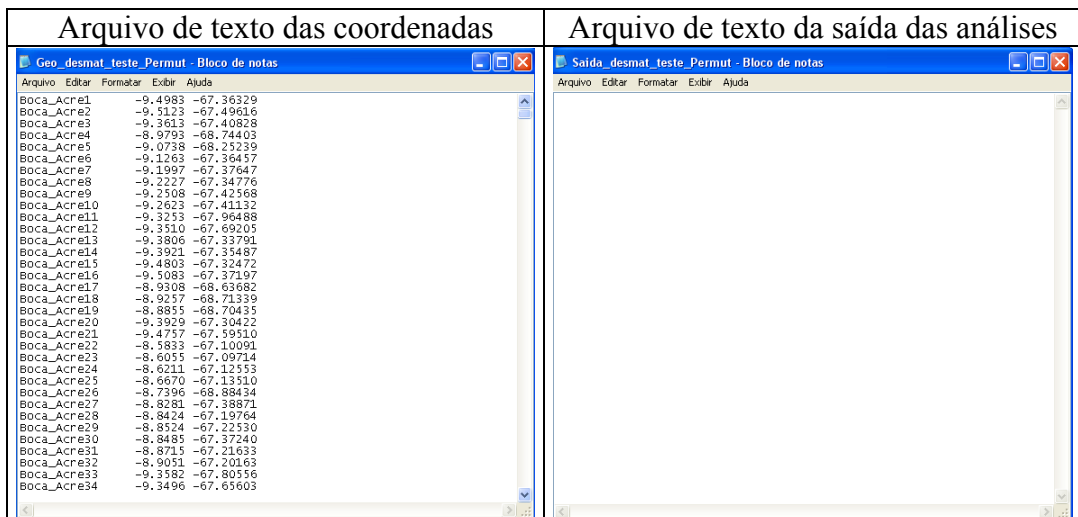 Arquivo de texto das coordenadas
Arquivo de texto da saída das análises
Geo_desmat_teste_Permut - Bloco de notas
Arquivo Editar Formatar Exibir Ajuda
Boca_Acre1 -9.4983 -67.36329
Boca_Acre2 -9.5123 -67.49616
Boca_Acre3 -9.3613 -67.40828
Boca_Acre4 -8.9793 -68.74403
Boca_Acre5 -9.0738 -68.25239
Boca_Acre6 -9.1263 -67.36457
Boca_Acre7 -9.1997 -67.37647
Boca_Acre8 -9.2227 -67.34776
Boca_Acre9 -9.2508 -67.42568
Boca_Acre10 -9.2623 -67.41132
Boca_Acre11 -9.3253 -67.96488
Boca_Acre12 -9.3510 -67.69205
Boca_Acre13 -9.3806 -67.33791
Boca_Acre14 -9.3921 -67.35487
Boca_Acre15 -9.4803 -67.32472
Boca_Acre16 -9.5083 -67.37197
Boca_Acre17 -8.9308 -68.63682
Boca_Acre18 -8.9257 -68.71339
Boca_Acre19 -8.8855 -68.70435
Boca_Acre20 -9.3929 -67.30422
Boca_Acre21 -9.4757 -67.59510
Boca_Acre22 -8.5833 -67.10091
Boca_Acre23 -8.6055 -67.09714
Boca_Acre24 -8.6211 -67.12553
Boca_Acre25 -8.6670 -67.13510
Boca_Acre26 -8.7396 -68.88434
Boca_Acre27 -8.8281 -67.38871
Boca_Acre28 -8.8424 -67.19764
Boca_Acre29 -8.8524 -67.22530
Boca_Acre30 -8.8485 -67.37240
Boca_Acre31 -8.8715 -67.21633
Boca_Acre32 -8.9051 -67.20163
Boca_Acre33 -9.3582 -67.80556
Boca_Acre34 -9.3496 -67.65603
Saída_desmat_teste_Permut - Bloco de notas
Arquivo Editar Formatar Exibir Ajuda